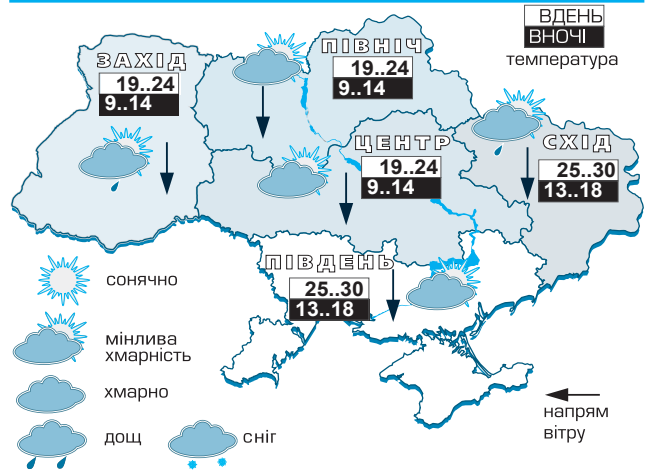 ВДЕНЬ
ВНОЧІ
температура
ПІВНІЧ
19..24
9..14
ЗАХІД
19..24
9..14
ЦЕНТР
19..24
9..14
СХІД
25..30
13..18
ПІВДЕНЬ
25..30
13..18
сонячно
мінлива
хмарність
хмарно
дощ
сніг
напрям
вітру